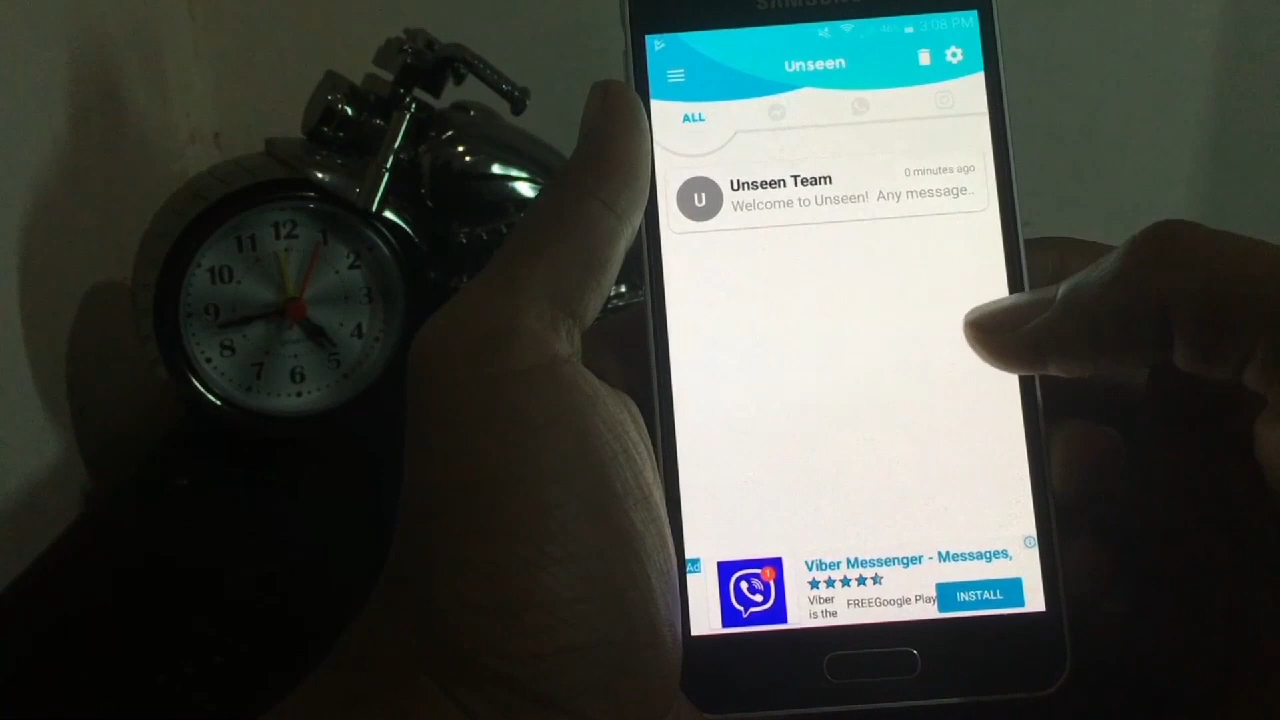 SAMSUNG
46% 3:08 PM
Unseen
ALL
U
Unseen Team
0 minutes ago
Welcome to Unseen! Any message..
Ad
Viber Messenger - Messages,
1
Viber
is the
FREE
Google Play
INSTALL
12
11
1
10
2
9
3
8
4
7
5
6